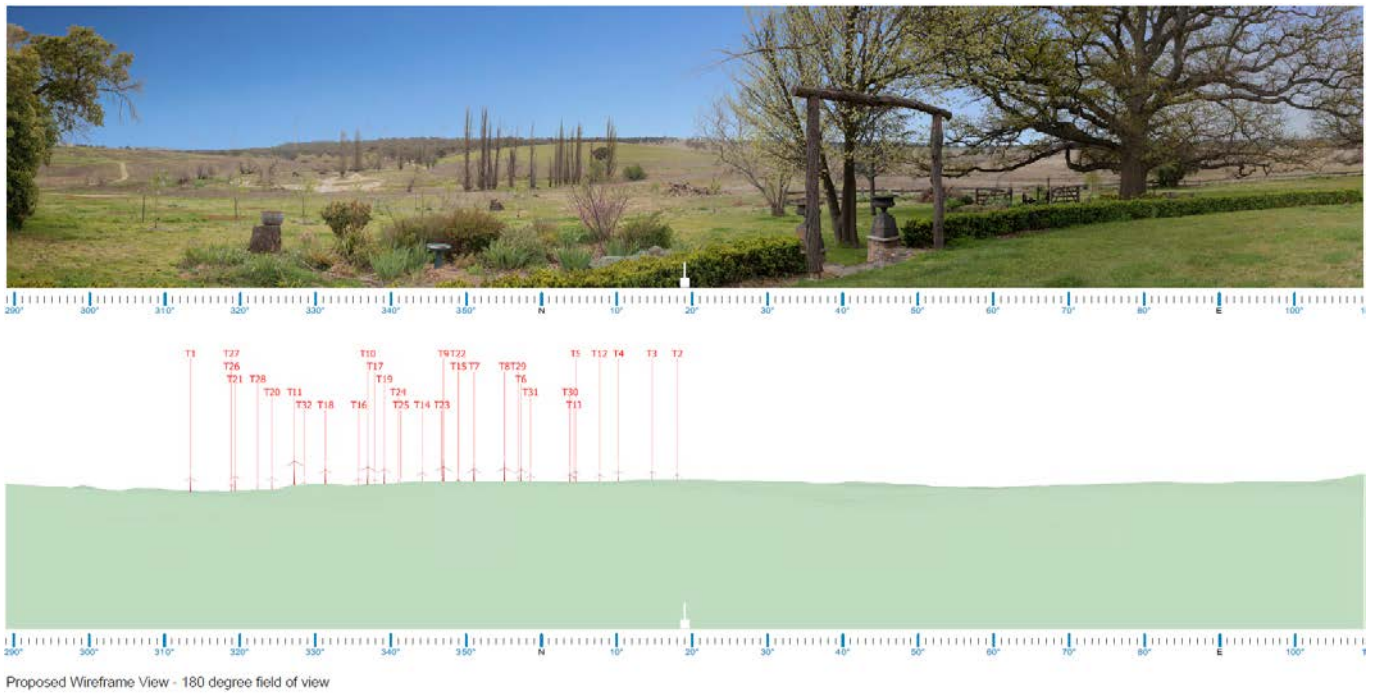 290° 300° 310° 320° 330° 340° 350° N 10° 20° 30° 40° 50° 60° 70° 80° E 100° 1
T1 T27 T10 T9 T22 T5 T12 T4 T3 T2
T26 T17 T15 T7 T8 T29
T21 T28 T19 T6
T20 T11 T24 T31 T30
T32 T18 T16 T25 T14 T23 T13
290° 300° 310° 320° 330° 340° 350° N 10° 20° 30° 40° 50° 60° 70° 80° E 100° 1
Proposed Wireframe View - 180 degree field of view